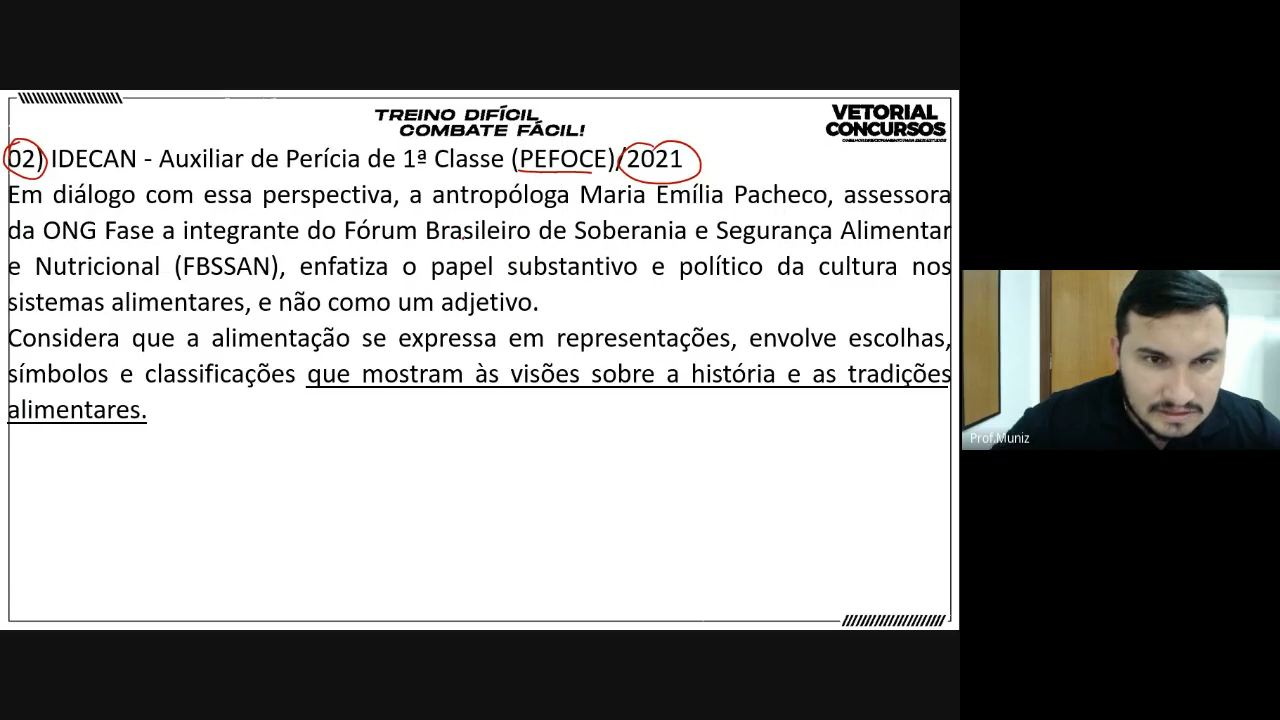 TREINO DIFÍCIL
COMBATE FÁCIL!
VETORIAL
CONCURSOS
02) IDECAN - Auxiliar de Perícia de 1ª Classe (PEFOCE)/2021
Em diálogo com essa perspectiva, a antropóloga Maria Emília Pacheco, assessora
da ONG Fase a integrante do Fórum Brasileiro de Soberania e Segurança Alimentar
e Nutricional (FBSSAN), enfatiza o papel substantivo e político da cultura nos
sistemas alimentares, e não como um adjetivo.
Considera que a alimentação se expressa em representações, envolve escolhas,
símbolos e classificações que mostram às visões sobre a história e as tradições
alimentares.
Prof.Muniz